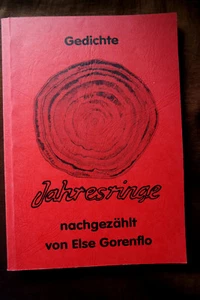 Gedichte
Jahresringe
nachgezählt
von Else Gorenflo